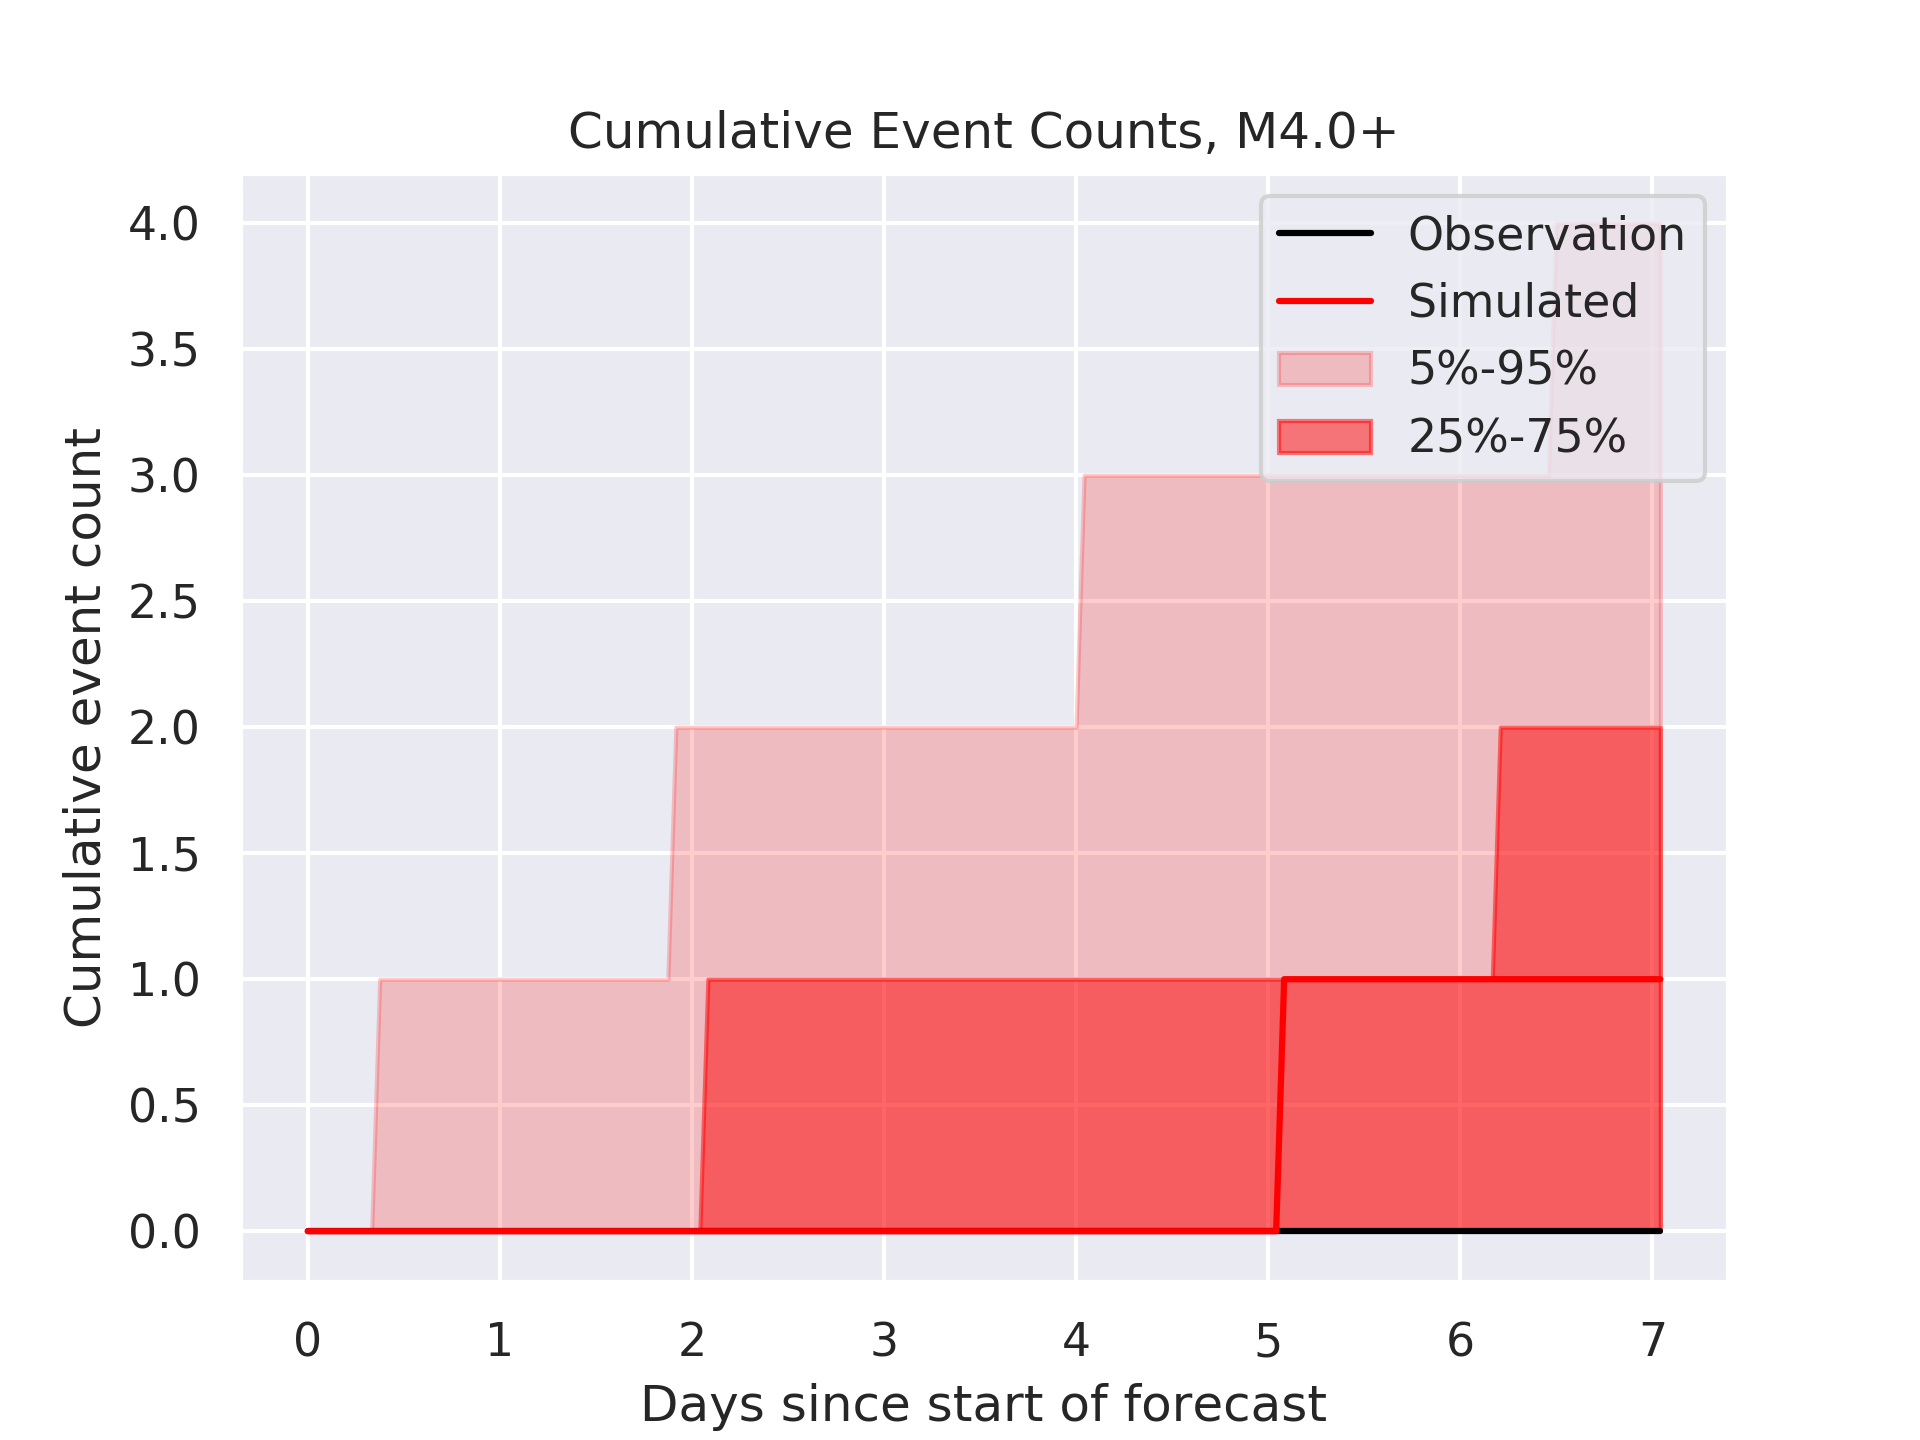 Cumulative Event Counts, M4.0+
Observation
Simulated
5%-95%
25%-75%
Cumulative event count
4.0
3.5
3.0
2.5
2.0
1.5
1.0
0.5
0.0
0 1 2 3 4 5 6 7
Days since start of forecast